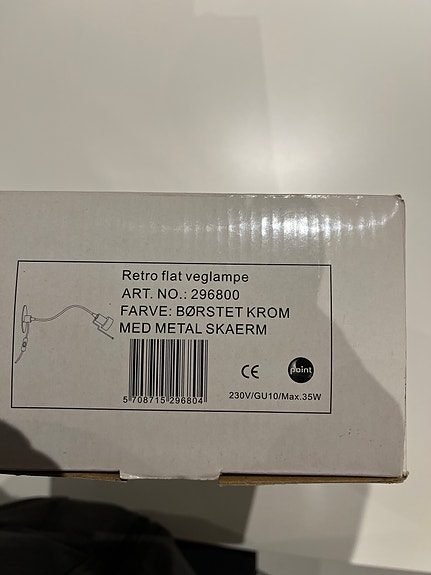 Retro flat veglampe
ART. NO.: 296800
FARVE: BØRSTET KROM
MED METAL SKAERM
5 708715 296804
CE
point
230V/GU10/Max.35W